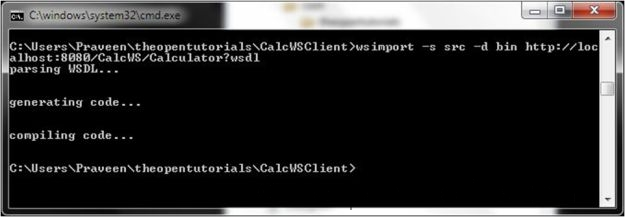 C:\windows\system32\cmd.exe
C:\Users\Praveen\theopentutorials\CalcWSClient>wsimport -s src -d bin http://loc
alhost:8080/CalcWS/Calculator?wsdl
parsing WSDL...
generating code...
compiling code...
C:\Users\Praveen\theopentutorials\CalcWSClient>